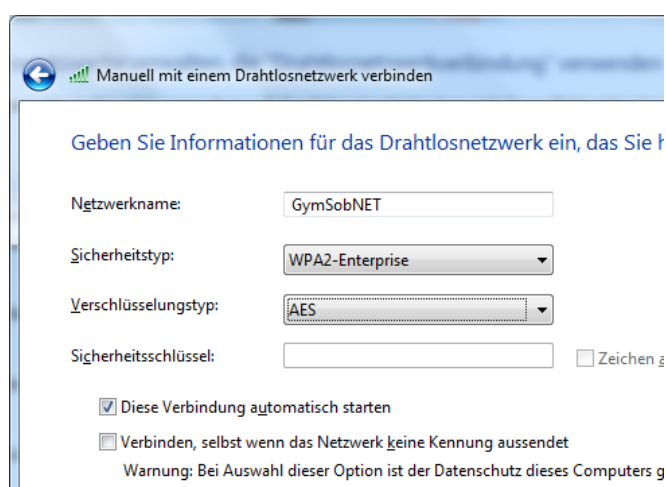 Manuell mit einem Drahtlosnetzwerk verbinden
Geben Sie Informationen für das Drahtlosnetzwerk ein, das Sie h
Netzwerkname: GymSobNET
Sicherheitstyp: WPA2-Enterprise
Verschlüsselungstyp: AES
Sicherheitsschlüssel: Zeichen a
Diese Verbindung automatisch starten
Verbinden, selbst wenn das Netzwerk keine Kennung aussendet
Warnung: Bei Auswahl dieser Option ist der Datenschutz dieses Computers g